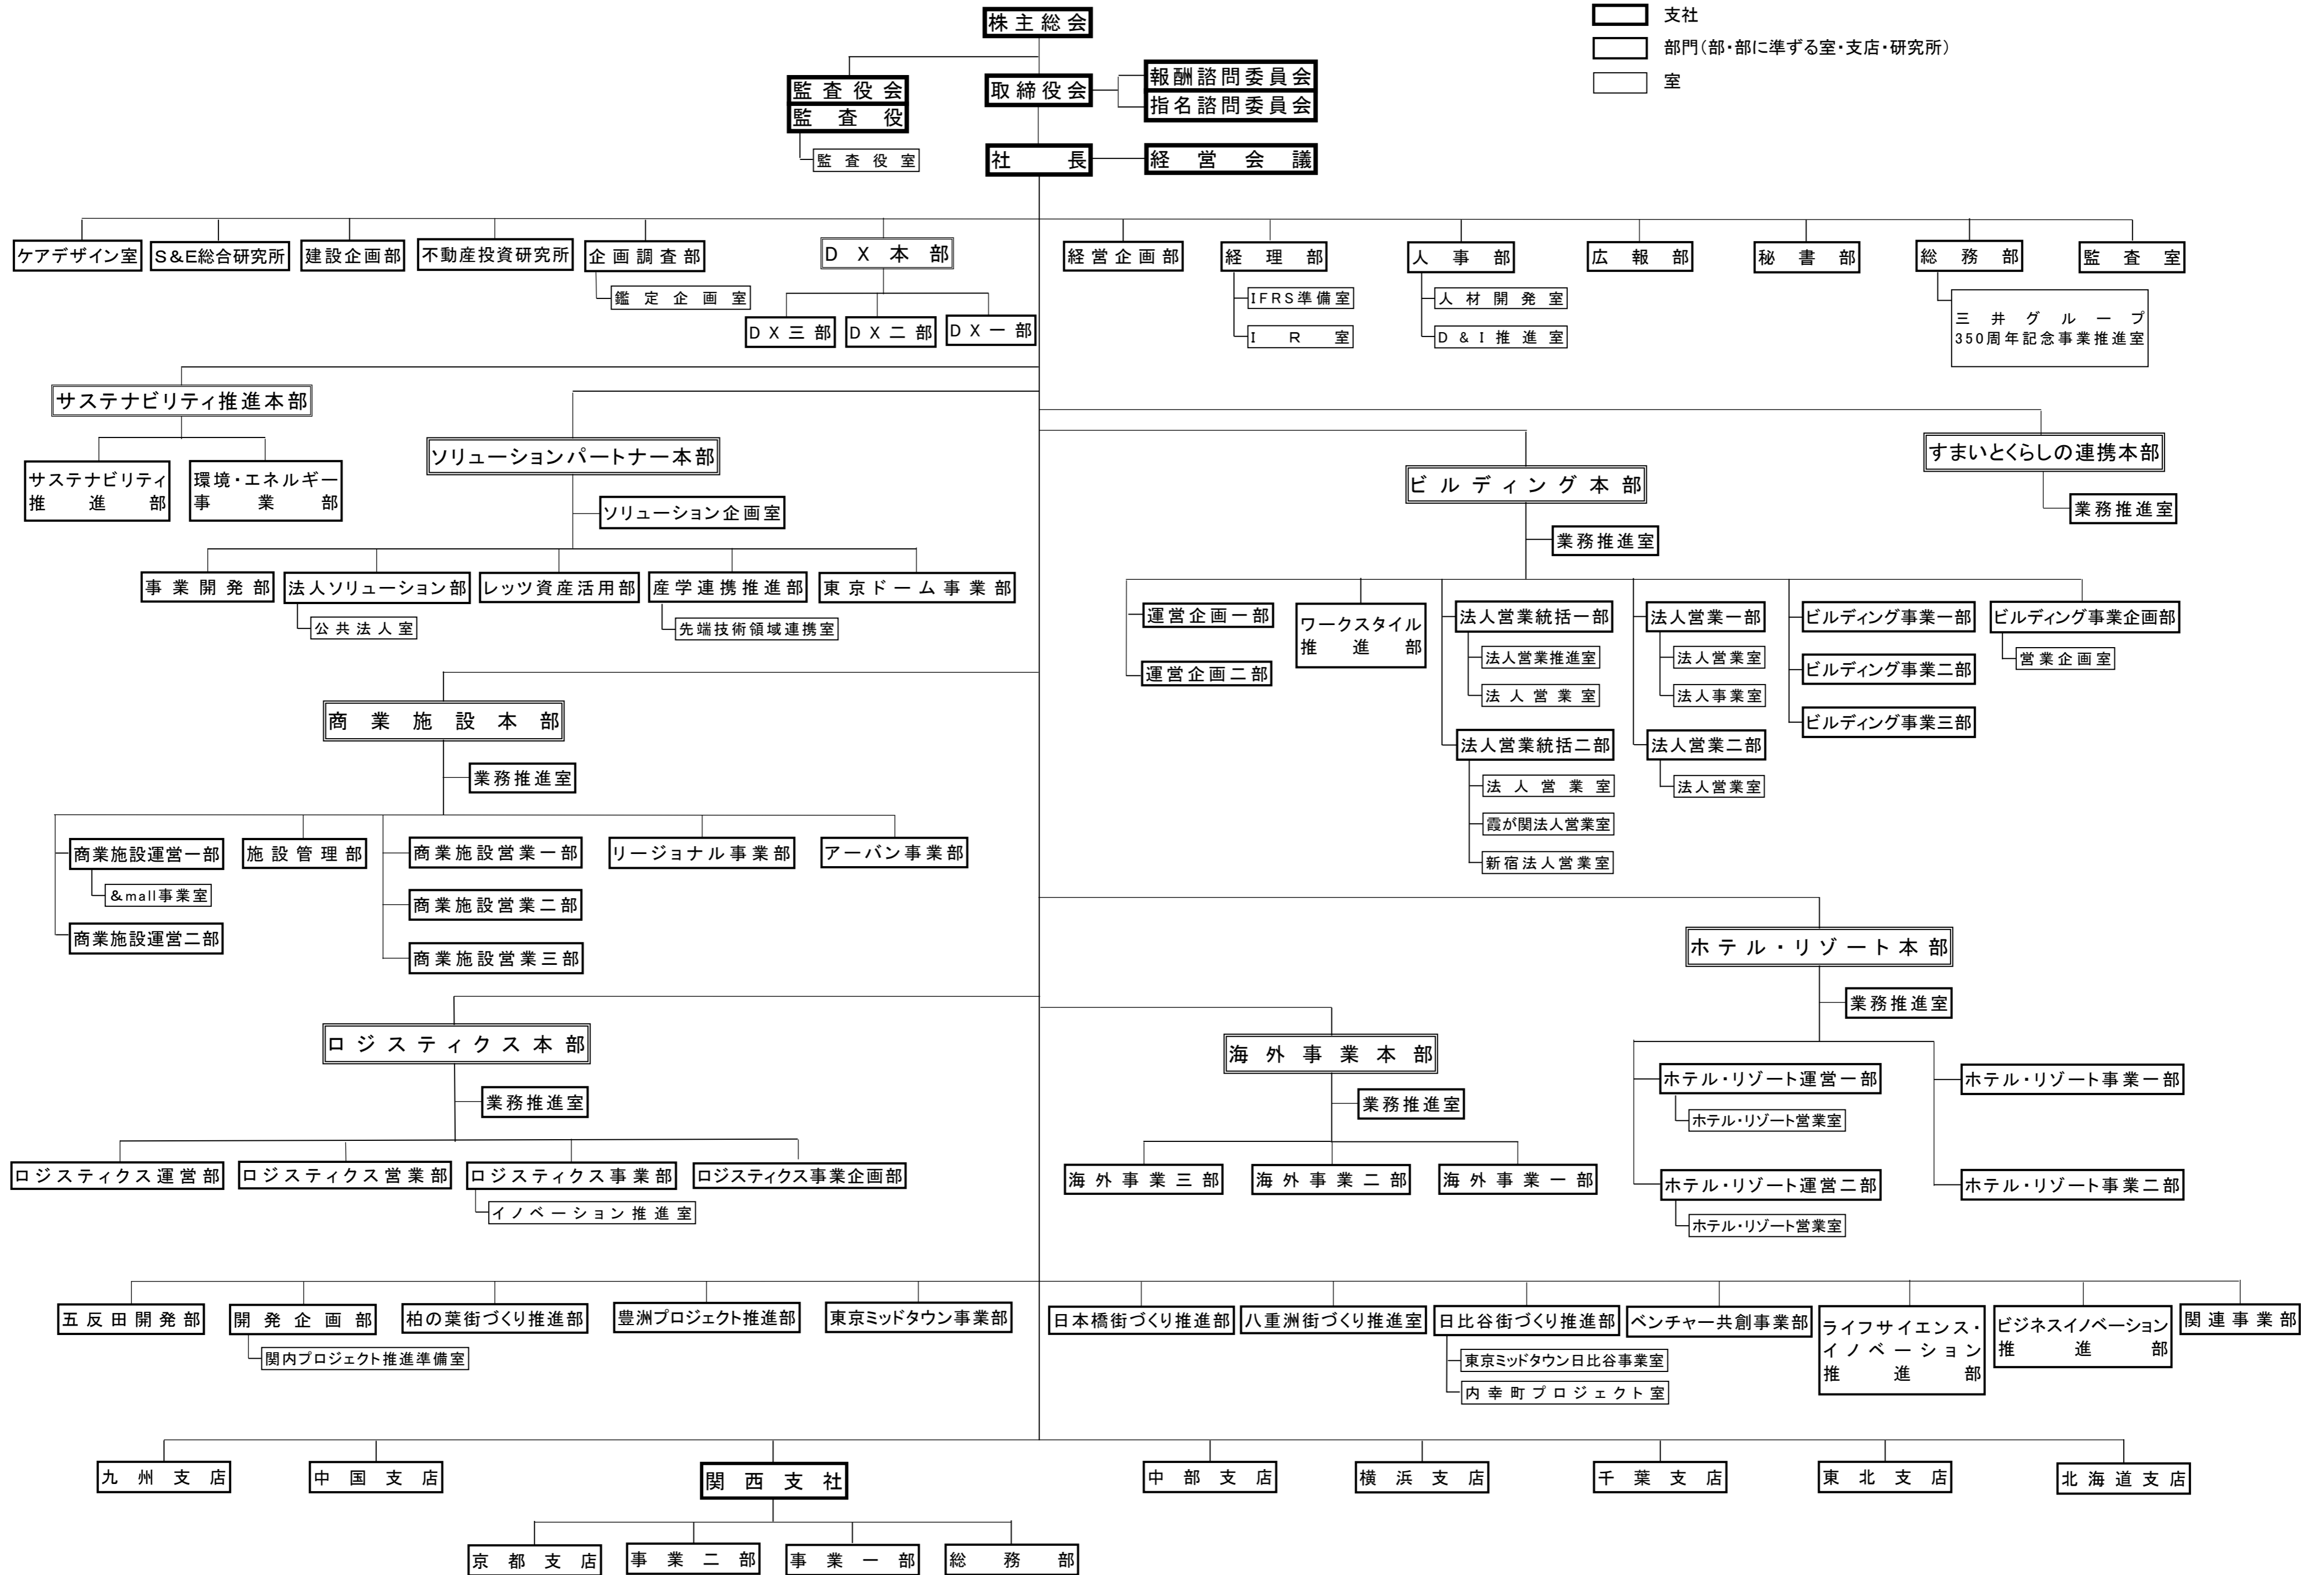 株主総会
支社
部門（部・部に準ずる室・支店・研究所）
室
監査役会
監査役
取締役会
報酬諮問委員会
指名諮問委員会
監査役室
社長
経営会議
ケアデザイン室
S&E総合研究所
建設企画部
不動産投資研究所
企画調査部
鑑定企画室
DX本部
DX三部
DX二部
DX一部
経営企画部
経理部
IFRS準備室
IR室
人事部
人材開発室
D&I推進室
広報部
秘書部
総務部
三井グループ
350周年記念事業推進室
監査室
サステナビリティ推進本部
サステナビリティ
推進部
環境・エネルギー
事業部
ソリューションパートナー本部
ソリューション企画室
事業開発部
法人ソリューション部
公共法人室
レッツ資産活用部
産学連携推進部
先端技術領域連携室
東京ドーム事業部
すまいとくらしの連携本部
業務推進室
ビルディング本部
業務推進室
運営企画一部
運営企画二部
ワークスタイル
推進部
法人営業統括一部
法人営業推進室
法人営業室
法人営業統括二部
法人営業室
霞が関法人営業室
新宿法人営業室
法人営業一部
法人営業室
法人事業室
法人営業二部
法人営業室
ビルディング事業一部
ビルディング事業二部
ビルディング事業三部
ビルディング事業企画部
営業企画室
商業施設本部
業務推進室
商業施設運営一部
&mall事業室
商業施設運営二部
施設管理部
商業施設営業一部
商業施設営業二部
商業施設営業三部
リージョナル事業部
アーバン事業部
ホテル・リゾート本部
業務推進室
ホテル・リゾート運営一部
ホテル・リゾート営業室
ホテル・リゾート運営二部
ホテル・リゾート営業室
ホテル・リゾート事業一部
ホテル・リゾート事業二部
ロジスティクス本部
業務推進室
ロジスティクス運営部
ロジスティクス営業部
ロジスティクス事業部
イノベーション推進室
ロジスティクス事業企画部
海外事業本部
業務推進室
海外事業三部
海外事業二部
海外事業一部
五反田開発部
開発企画部
関内プロジェクト推進準備室
柏の葉街づくり推進部
豊洲プロジェクト推進部
東京ミッドタウン事業部
日本橋街づくり推進部
八重洲街づくり推進室
日比谷街づくり推進部
東京ミッドタウン日比谷事業室
内幸町プロジェクト室
ベンチャー共創事業部
ライフサイエンス・
イノベーション
推進部
ビジネスイノベーション
推進部
関連事業部
九州支店
中国支店
関西支社
京都支店
事業二部
事業一部
総務部
中部支店
横浜支店
千葉支店
東北支店
北海道支店